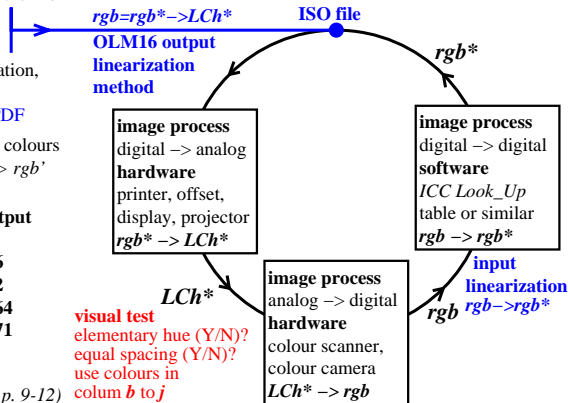 rgb=rgb*->LCh*
ISO file
OLM16 output
linearization
method
rgb*
image process
digital -> analog
hardware
printer, offset,
display, projector
rgb* -> LCh*
image process
digital -> digital
software
ICC Look_Up
table or similar
rgb -> rgb*
input
linearization
rgb->rgb*
LCh*
rgb
image process
analog -> digital
hardware
colour scanner,
colour camera
LCh* -> rgb
visual test
elementary hue (Y/N)?
equal spacing (Y/N)?
use colours in
colum b to j
colours
> rgb'
p. 9-12)